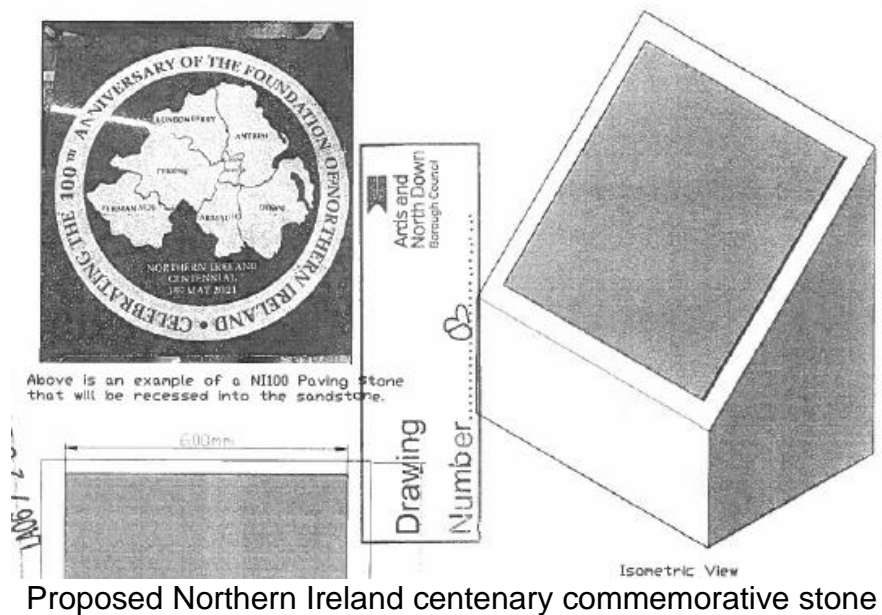 CELEBRATING THE 100TH ANNIVERSARY OF THE FOUNDATION OF NORTHERN IRELAND •
LONDONDERRY
ANTRIM
TYRONE
FERMANAGH
ARMAGH
DOWN
NORTHERN IRELAND
CENTENNIAL
1ST MAY 2021
Above is an example of a NI100 Paving Stone
that will be recessed into the sandstone.
600mm
Ards and
North Down
Borough Council
Drawing
Number
Isometric View
Proposed Northern Ireland centenary commemorative stone